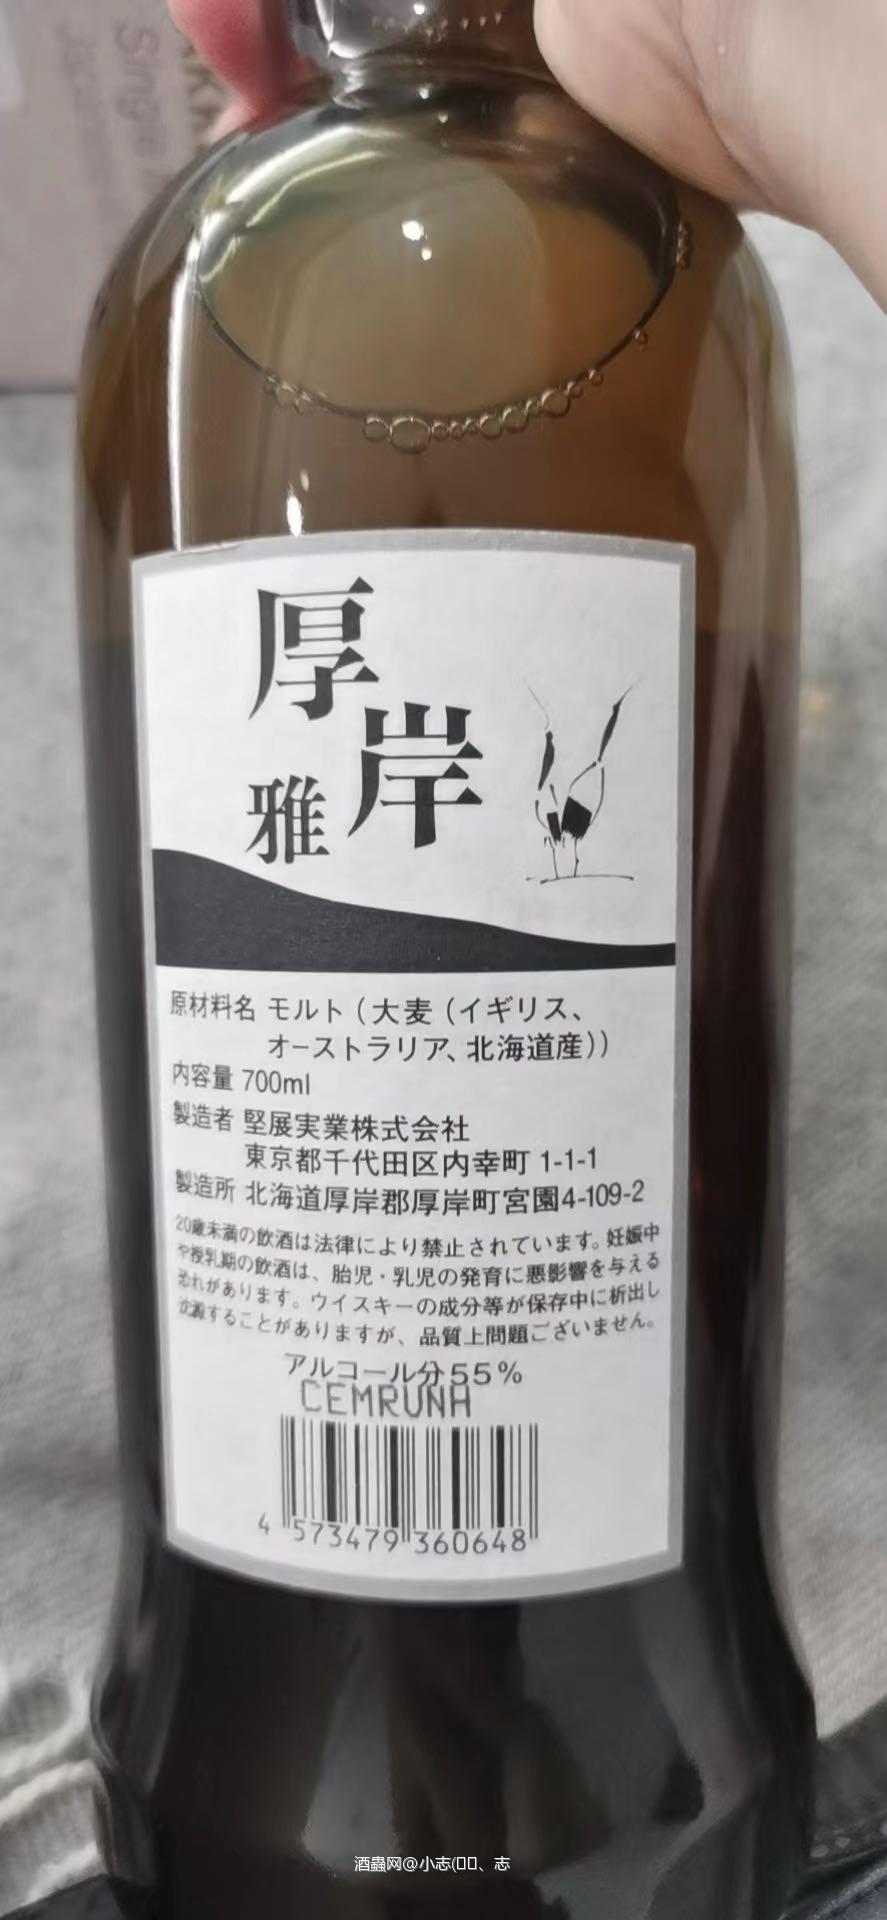 Single
厚岸
雅
原材料名 モルト(大麦(イギリス、
オーストラリア、北海道産))
内容量 700ml
製造者 堅展実業株式会社
東京都千代田区内幸町 1-1-1
製造所 北海道厚岸郡厚岸町宮園4-109-2
20歳未満の飲酒は法律により禁止されています。妊娠中
や授乳期の飲酒は、胎児・乳児の発育に悪影響を与える
恐れがあります。ウイスキーの成分等が保存中に析出し
沈澱することがありますが、品質上問題ございません。
アルコール分55%
CEMRUNA
4 573479 360648
酒蟲网@小志(▯▯、志